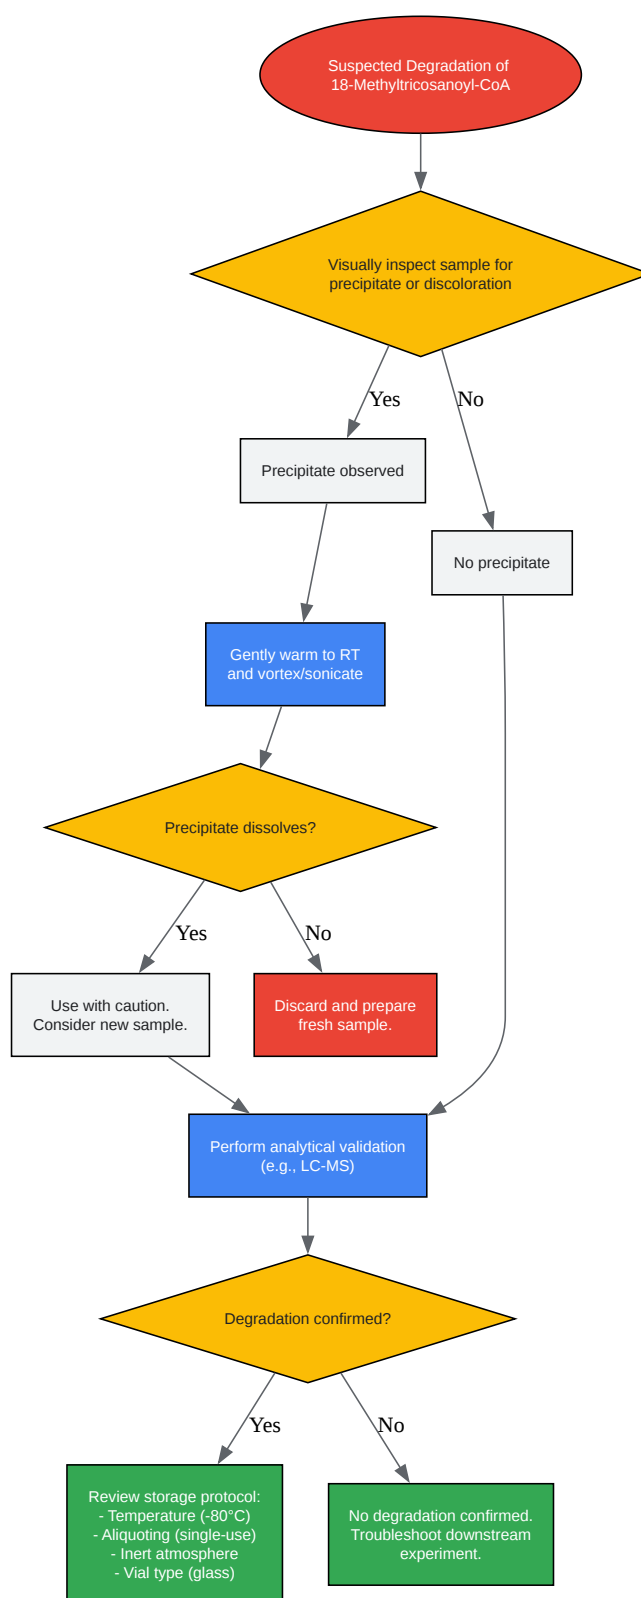 Suspected Degradation of
18-Methyltricosanoyl-CoA
Visually inspect sample for
precipitate or discoloration
Yes
No
Precipitate observed
No precipitate
Gently warm to RT
and vortex/sonicate
Precipitate dissolves?
Yes
No
Use with caution.
Consider new sample.
Discard and prepare
fresh sample.
Perform analytical validation
(e.g., LC-MS)
Degradation confirmed?
Yes
No
Review storage protocol:
- Temperature (-80°C)
- Aliquoting (single-use)
- Inert atmosphere
- Vial type (glass)
No degradation confirmed.
Troubleshoot downstream
experiment.